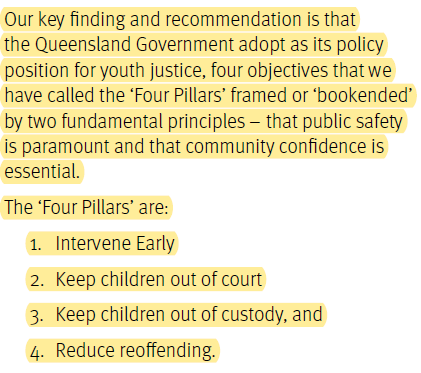 Our key finding and recommendation is that
the Queensland Government adopt as its policy
position for youth justice, four objectives that we
have called the ‘Four Pillars’ framed or ‘bookended’
by two fundamental principles – that public safety
is paramount and that community confidence is
essential.
The ‘Four Pillars’ are:
1. Intervene Early
2. Keep children out of court
3. Keep children out of custody, and
4. Reduce reoffending.